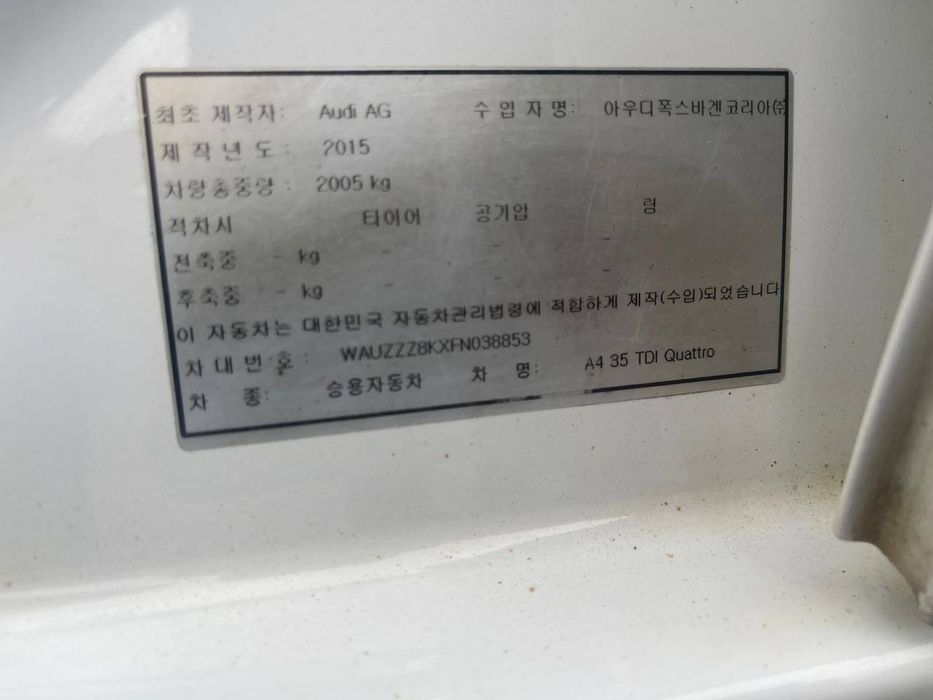 최초 제작자: Audi AG 수 입 자 명: 아우디폭스바겐코리아㈜
제 작 년 도 : 2015
차량총중량 : 2005 kg
적차시 타이어 공기압 림
전축중 - kg - - -
후축중 - kg - - -
이 자동차는 대한민국 자동차관리법령에 적합하게 제작(수입)되었습니다
차 대 번 호 : WAUZZZ8KXFN038853
차 종: 승용자동차 차 명: A4 35 TDI Quattro